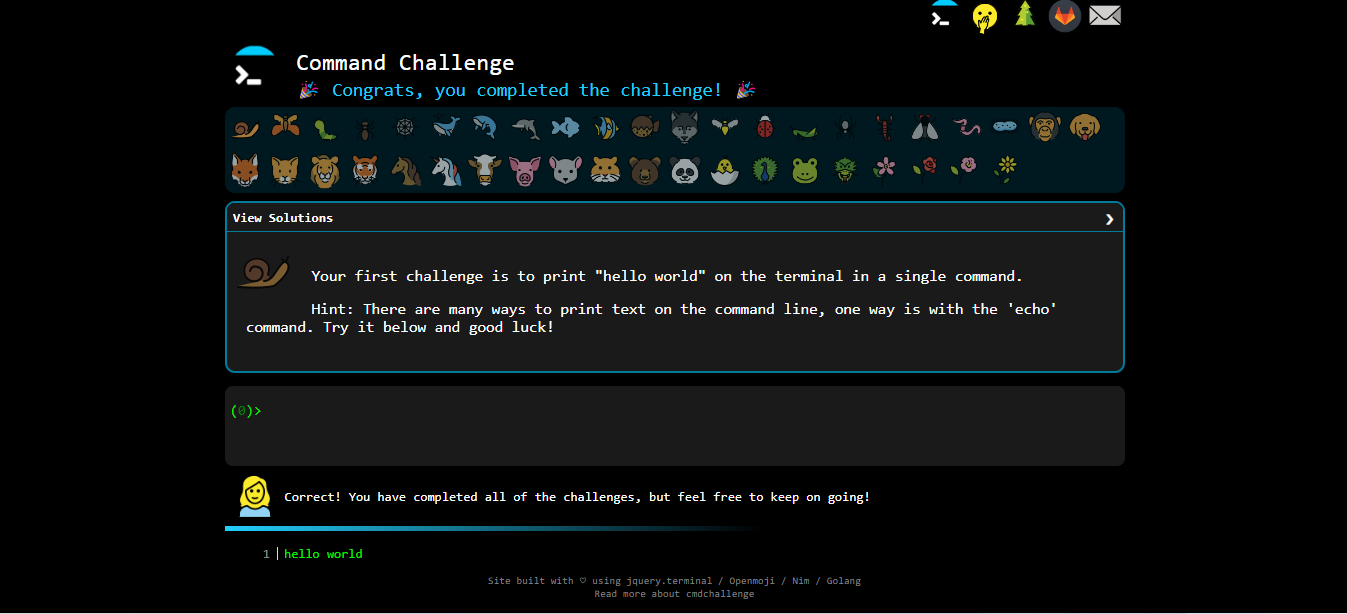 Command Challenge
🎉 Congrats, you completed the challenge! 🎉
View Solutions
Your first challenge is to print "hello world" on the terminal in a single command.
Hint: There are many ways to print text on the command line, one way is with the 'echo'
command. Try it below and good luck!
(0)>
Correct! You have completed all of the challenges, but feel free to keep on going!
1 hello world
Site built with ♡ using jquery.terminal / Openmoji / Nim / Golang
Read more about cmdchallenge